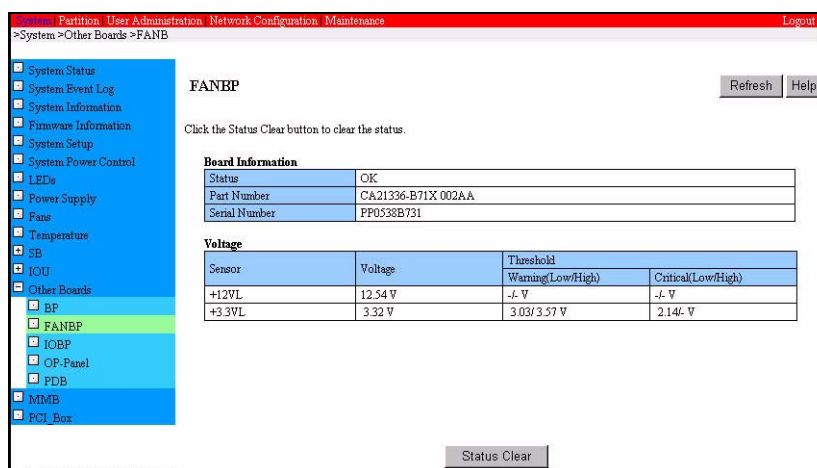 System | Partition | User Administration | Network Configuration | Maintenance Logout
>System >Other Boards >FANB
System Status
System Event Log
System Information
Firmware Information
System Setup
System Power Control
LEDs
Power Supply
Fans
Temperature
SB
IOU
Other Boards
BP
FANBP
IOBP
OP-Panel
PDB
MMB
PCI_Box
FANBP
Refresh Help
Click the Status Clear button to clear the status.
Board Information
Status OK
Part Number CA21336-B71X 002AA
Serial Number PP0538B731
Voltage
Sensor Voltage Threshold
Warning(Low/High) Critical(Low/High)
+12VL 12.54 V -/- V -/- V
+3.3VL 3.32 V 3.03/ 3.57 V 2.14/- V
Status Clear